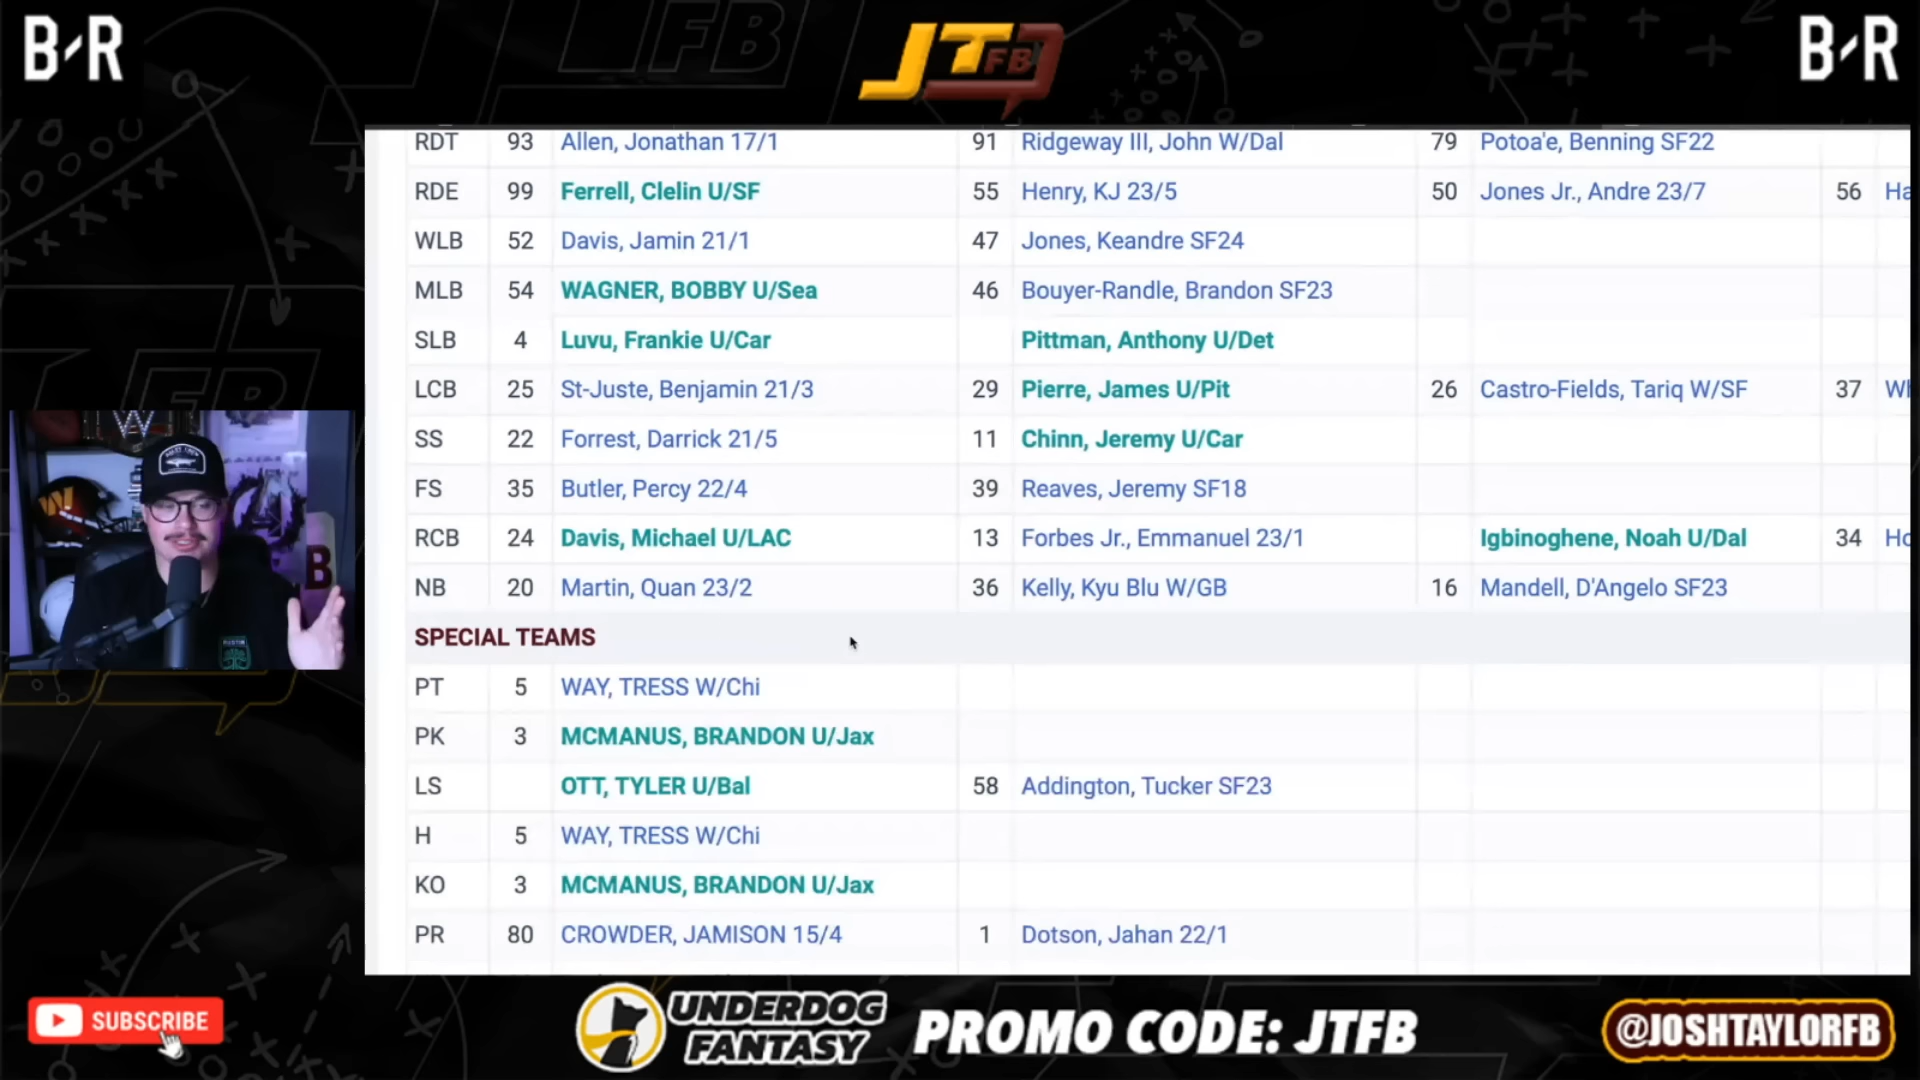 B/R
JTFB
B/R
RDT 93 Allen, Jonathan 17/1 91 Ridgeway III, John W/Dal 79 Potoa'e, Benning SF22
RDE 99 Ferrell, Clelin U/SF 55 Henry, KJ 23/5 50 Jones Jr., Andre 23/7 56 Ha
WLB 52 Davis, Jamin 21/1 47 Jones, Keandre SF24
MLB 54 WAGNER, BOBBY U/Sea 46 Bouyer-Randle, Brandon SF23
SLB 4 Luvu, Frankie U/Car Pittman, Anthony U/Det
LCB 25 St-Juste, Benjamin 21/3 29 Pierre, James U/Pit 26 Castro-Fields, Tariq W/SF 37 Wh
SS 22 Forrest, Darrick 21/5 11 Chinn, Jeremy U/Car
FS 35 Butler, Percy 22/4 39 Reaves, Jeremy SF18
RCB 24 Davis, Michael U/LAC 13 Forbes Jr., Emmanuel 23/1 Igbinoghene, Noah U/Dal 34 Ho
NB 20 Martin, Quan 23/2 36 Kelly, Kyu Blu W/GB 16 Mandell, D'Angelo SF23
SPECIAL TEAMS
PT 5 WAY, TRESS W/Chi
PK 3 MCMANUS, BRANDON U/Jax
LS OTT, TYLER U/Bal 58 Addington, Tucker SF23
H 5 WAY, TRESS W/Chi
KO 3 MCMANUS, BRANDON U/Jax
PR 80 CROWDER, JAMISON 15/4 1 Dotson, Jahan 22/1
SUBSCRIBE
UNDERDOG
FANTASY
PROMO CODE: JTFB
@JOSHTAYLORFB